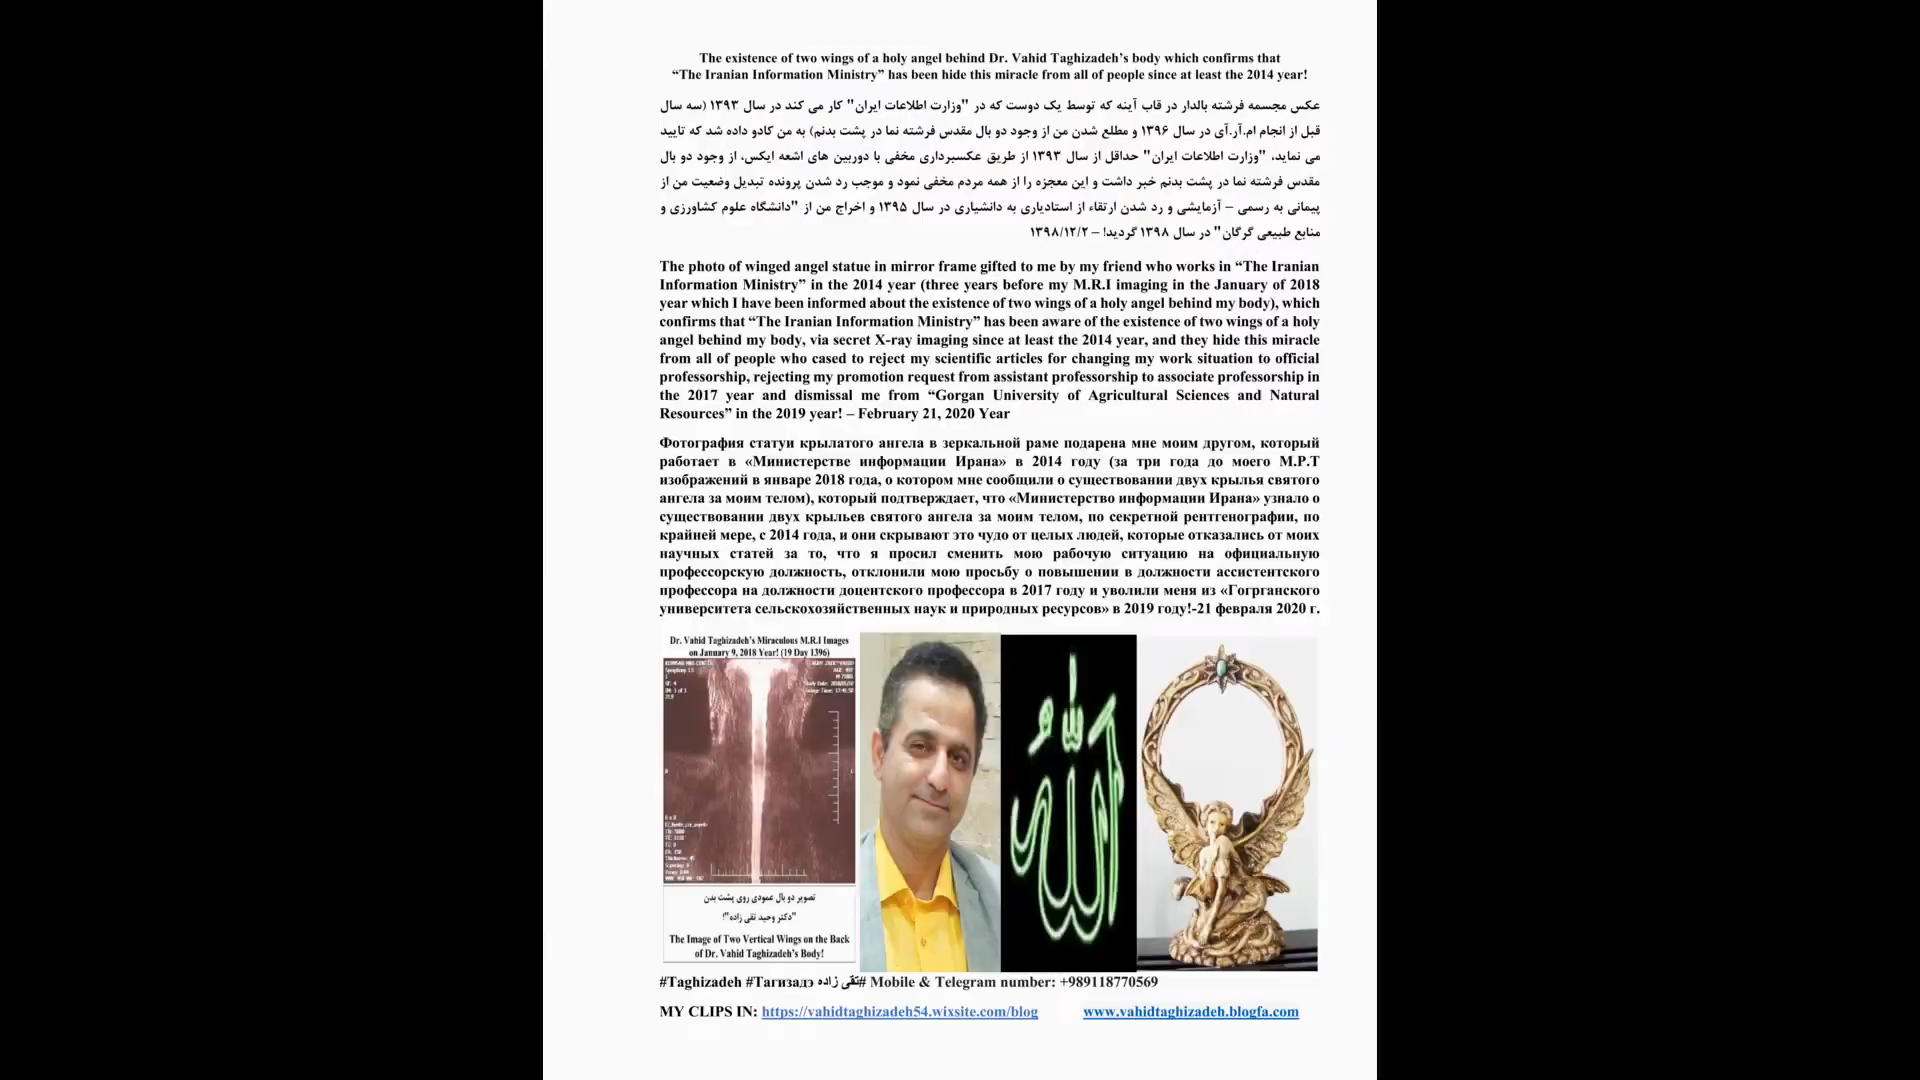 The existence of two wings of a holy angel behind Dr. Vahid Taghizadeh’s body which confirms that
“The Iranian Information Ministry” has been hide this miracle from all of people since at least the 2014 year!
عکس مجسمه فرشته بالدار در قاب آینه که توسط یک دوست که در "وزارت اطلاعات ایران" کار می کند در سال ۱۳۹۳ (سه سال
قبل از انجام ام.آر.آی در سال ۱۳۹۶ و مطلع شدن من از وجود دو بال مقدس فرشته نما در پشت بدنم) به من کادو داده شد که تایید
می نماید، "وزارت اطلاعات ایران" حداقل از سال ۱۳۹۳ از طریق عکسبرداری مخفی با دوربین های اشعه ایکس، از وجود دو بال
مقدس فرشته نما در پشت بدنم خبر داشت و این معجزه را از همه مردم مخفی نمود و موجب رد شدن پرونده تبدیل وضعیت من از
پیمانی به رسمی – آزمایشی و رد شدن ارتقاء از استادیاری به دانشیاری در سال ۱۳۹۵ و اخراج من از "دانشگاه علوم کشاورزی و
منابع طبیعی گرگان" در سال ۱۳۹۸ گردید! – ۱۳۹۸/۱۲/۲
The photo of winged angel statue in mirror frame gifted to me by my friend who works in “The Iranian
Information Ministry” in the 2014 year (three years before my M.R.I imaging in the January of 2018
year which I have been informed about the existence of two wings of a holy angel behind my body), which
confirms that “The Iranian Information Ministry” has been aware of the existence of two wings of a holy
angel behind my body, via secret X-ray imaging since at least the 2014 year, and they hide this miracle
from all of people who cased to reject my scientific articles for changing my work situation to official
professorship, rejecting my promotion request from assistant professorship to associate professorship in
the 2017 year and dismissal me from “Gorgan University of Agricultural Sciences and Natural
Resources” in the 2019 year! – February 21, 2020 Year
Фотография статуи крылатого ангела в зеркальной раме подарена мне моим другом, который
работает в «Министерстве информации Ирана» в 2014 году (за три года до моего М.Р.Т
изображений в январе 2018 года, о котором мне сообщили о существовании двух крылья святого
ангела за моим телом), который подтверждает, что «Министерство информации Ирана» узнало о
существовании двух крыльев святого ангела за моим телом, по секретной рентгенографии, по
крайней мере, с 2014 года, и они скрывают это чудо от целых людей, которые отказались от моих
научных статей за то, что я просил сменить мою рабочую ситуацию на официальную
профессорскую должность, отклонили мою просьбу о повышении в должности ассистентского
профессора на должности доцентского профессора в 2017 году и уволили меня из «Гогрганского
университета сельскохозяйственных наук и природных ресурсов» в 2019 году!-21 февраля 2020 г.
Dr. Vahid Taghizadeh’s Miraculous M.R.I Images
on January 9, 2018 Year! (19 Day 1396)
الله
تصویر دو بال عمودی روی پشت بدن
"دکتر وحید تقی زاده"!
The Image of Two Vertical Wings on the Back
of Dr. Vahid Taghizadeh’s Body!
#Taghizadeh #Тагизадэ #تقی زاده Mobile & Telegram number: +989118770569
MY CLIPS IN: https://vahidtaghizadeh54.wixsite.com/blog www.vahidtaghizadeh.blogfa.com